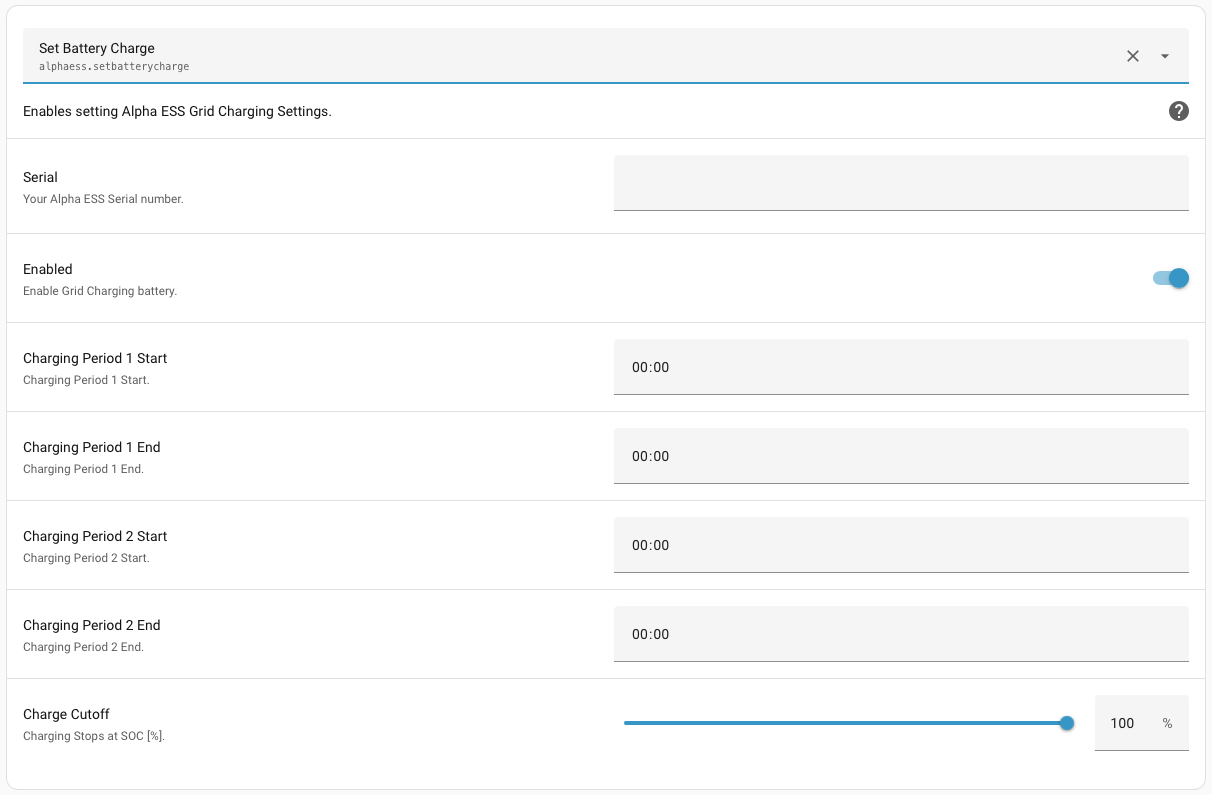 Set Battery Charge
alphaess.setbatterycharge
Enables setting Alpha ESS Grid Charging Settings.
Serial
Your Alpha ESS Serial number.
Enabled
Enable Grid Charging battery.
Charging Period 1 Start
Charging Period 1 Start.
00:00
Charging Period 1 End
Charging Period 1 End.
00:00
Charging Period 2 Start
Charging Period 2 Start.
00:00
Charging Period 2 End
Charging Period 2 End.
00:00
Charge Cutoff
Charging Stops at SOC [%].
100 %